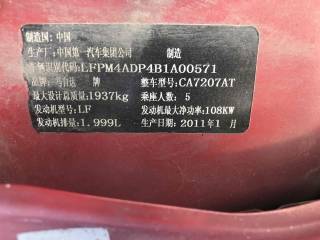 制造国: 中国
生产厂: 中国第一汽车集团公司 制造
车辆识别代码: LFPM4ADP4B1A00571
品牌: 马自达 牌 整车型号: CA7207AT
最大设计总质量: 1937kg 乘座人数: 5
发动机型号: LF 发动机最大净功率: 108KW
发动机排量: 1.999L 生产日期: 2011年1月